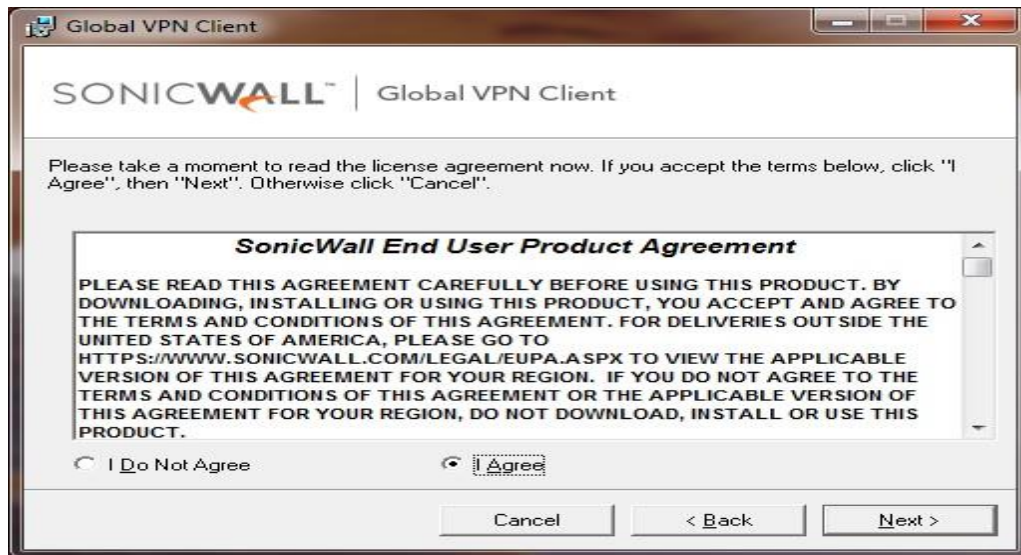 Global VPN Client
SONICWALL™ | Global VPN Client
Please take a moment to read the license agreement now. If you accept the terms below, click "I
Agree", then "Next". Otherwise click "Cancel".
SonicWall End User Product Agreement
PLEASE READ THIS AGREEMENT CAREFULLY BEFORE USING THIS PRODUCT. BY
DOWNLOADING, INSTALLING OR USING THIS PRODUCT, YOU ACCEPT AND AGREE TO
THE TERMS AND CONDITIONS OF THIS AGREEMENT. FOR DELIVERIES OUTSIDE THE
UNITED STATES OF AMERICA, PLEASE GO TO
HTTPS://WWW.SONICWALL.COM/LEGAL/EUPA.ASPX TO VIEW THE APPLICABLE
VERSION OF THIS AGREEMENT FOR YOUR REGION. IF YOU DO NOT AGREE TO THE
TERMS AND CONDITIONS OF THIS AGREEMENT OR THE APPLICABLE VERSION OF
THIS AGREEMENT FOR YOUR REGION, DO NOT DOWNLOAD, INSTALL OR USE THIS
PRODUCT.
I Do Not Agree I Agree
Cancel < Back Next >